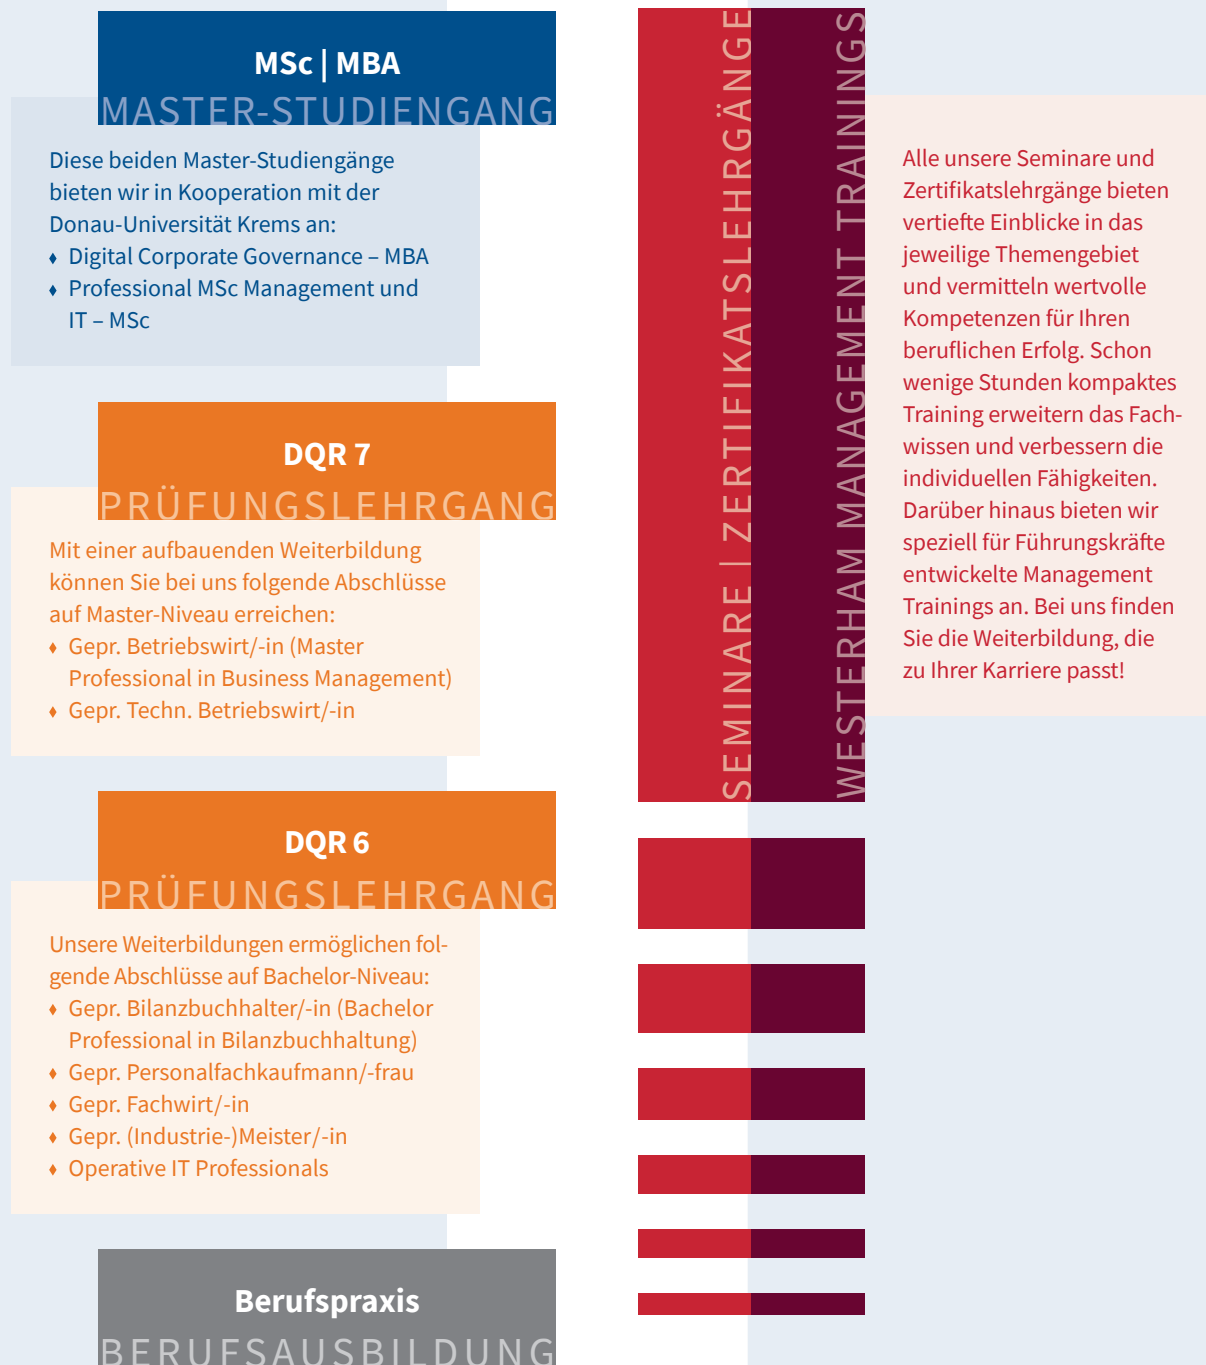 MSc | MBA
MASTER-STUDIENGANG
Diese beiden Master-Studiengänge
bieten wir in Kooperation mit der
Donau-Universität Krems an:
♦ Digital Corporate Governance – MBA
♦ Professional MSc Management und
IT – MSc
DQR 7
PRÜFUNGSLEHRGANG
Mit einer aufbauenden Weiterbildung
können Sie bei uns folgende Abschlüsse
auf Master-Niveau erreichen:
♦ Gepr. Betriebswirt/-in (Master
Professional in Business Management)
♦ Gepr. Techn. Betriebswirt/-in
DQR 6
PRÜFUNGSLEHRGANG
Unsere Weiterbildungen ermöglichen fol-
gende Abschlüsse auf Bachelor-Niveau:
♦ Gepr. Bilanzbuchhalter/-in (Bachelor
Professional in Bilanzbuchhaltung)
♦ Gepr. Personalfachkaufmann/-frau
♦ Gepr. Fachwirt/-in
♦ Gepr. (Industrie-)Meister/-in
♦ Operative IT Professionals
Berufspraxis
BERUFSAUSBILDUNG
SEMINARE | ZERTIFIKATSLEHRGÄNGE
WESTERHAM MANAGEMENT TRAININGS
Alle unsere Seminare und
Zertifikatslehrgänge bieten
vertiefte Einblicke in das
jeweilige Themengebiet
und vermitteln wertvolle
Kompetenzen für Ihren
beruflichen Erfolg. Schon
wenige Stunden kompaktes
Training erweitern das Fach-
wissen und verbessern die
individuellen Fähigkeiten.
Darüber hinaus bieten wir
speziell für Führungskräfte
entwickelte Management
Trainings an. Bei uns finden
Sie die Weiterbildung, die
zu Ihrer Karriere passt!